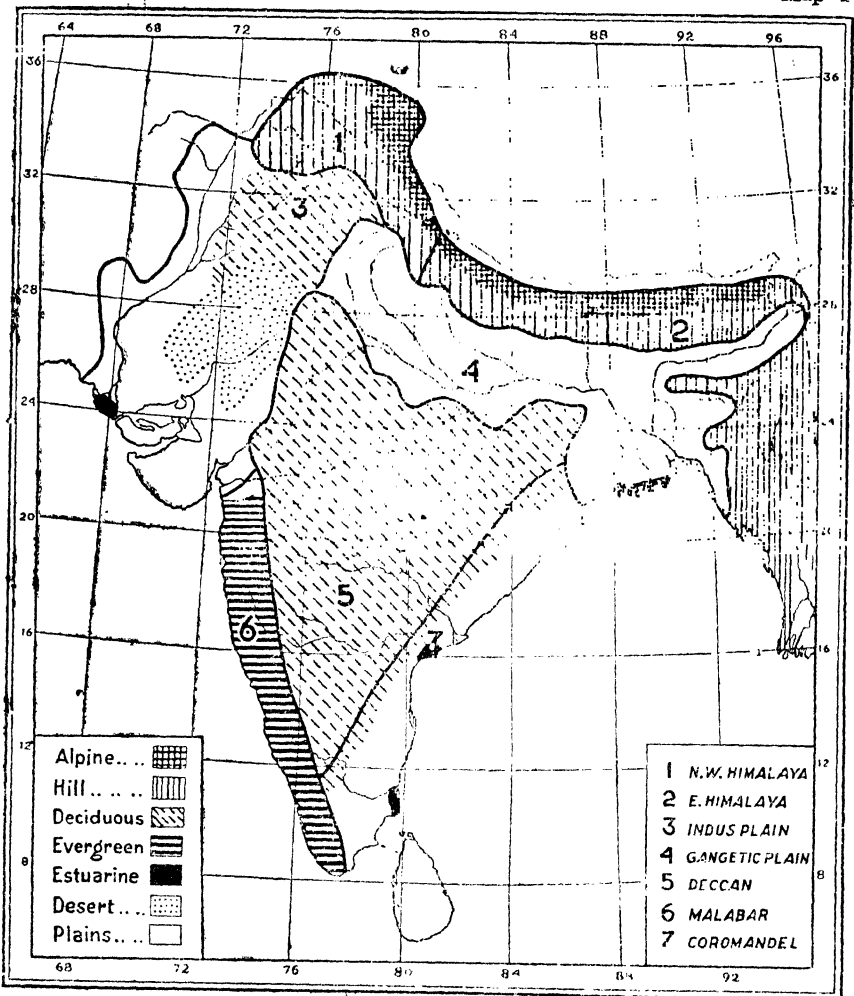 64 68 72 76 80 84 88 92 96
36 36
32 32
28 28
24 24
20
16 16
12 12
8 8
1
2
3
4
5
6
7
Alpine.. ..
Hill .. .. ..
Deciduous
Evergreen
Estuarine
Desert .. ..
Plains.. ..
1 N.W. HIMALAYA
2 E. HIMALAYA
3 INDUS PLAIN
4 GANGETIC PLAIN
5 DECCAN
6 MALABAR
7 COROMANDEL
68 72 76 80 84 88 92